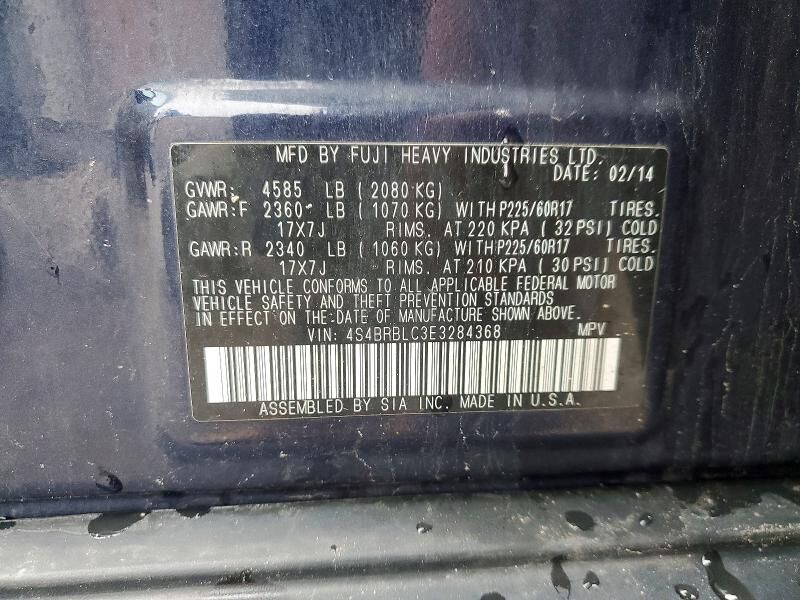 MFD BY FUJI HEAVY INDUSTRIES LTD.
DATE: 02/14
GVWR: 4585 LB (2080 KG)
GAWR:F 2360 LB (1070 KG) WITH P225/60R17 TIRES.
17X7J RIMS. AT 220 KPA (32 PSI) COLD
GAWR:R 2340 LB (1060 KG) WITH P225/60R17 TIRES.
17X7J RIMS. AT 210 KPA (30 PSI) COLD
THIS VEHICLE CONFORMS TO ALL APPLICABLE FEDERAL MOTOR
VEHICLE SAFETY AND THEFT PREVENTION STANDARDS
IN EFFECT ON THE DATE OF MANUFACTURE SHOWN ABOVE.
VIN: 4S4BRBLC3E3284368 MPV
ASSEMBLED BY SIA INC. MADE IN U.S.A.